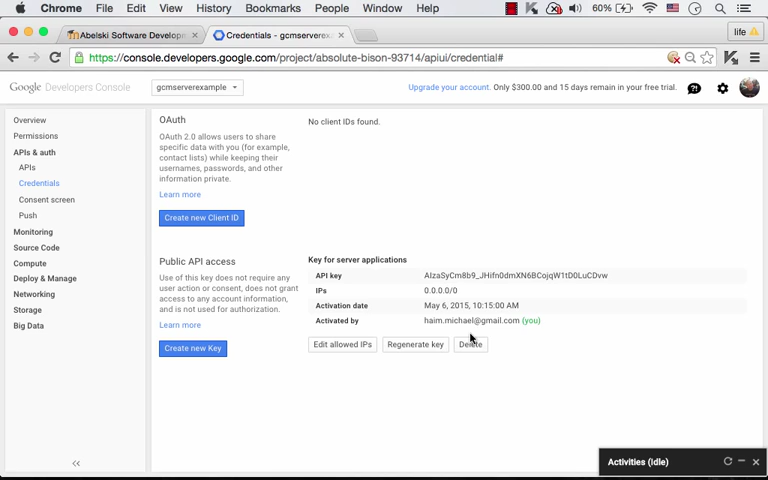 Chrome File Edit View History Bookmarks People Window Help 60%
Abelski Software Developm × Credentials - gcmserverex ×
life
https://console.developers.google.com/project/absolute-bison-93714/apiui/credential#
Google Developers Console gcmserverexample Upgrade your account. Only $300.00 and 15 days remain in your free trial.
Overview
Permissions
APIs & auth
APIs
Credentials
Consent screen
Push
Monitoring
Source Code
Compute
Deploy & Manage
Networking
Storage
Big Data
OAuth
OAuth 2.0 allows users to share
specific data with you (for example,
contact lists) while keeping their
usernames, passwords, and other
information private.
Learn more
Create new Client ID
No client IDs found.
Public API access
Use of this key does not require any
user action or consent, does not grant
access to any account information,
and is not used for authorization.
Learn more
Create new Key
Key for server applications
API key AIzaSyCm8b9_JHifn0dmXN6BCojqW1tD0LuCDvw
IPs 0.0.0.0/0
Activation date May 6, 2015, 10:15:00 AM
Activated by haim.michael@gmail.com (you)
Edit allowed IPs Regenerate key Delete
Activities (Idle)